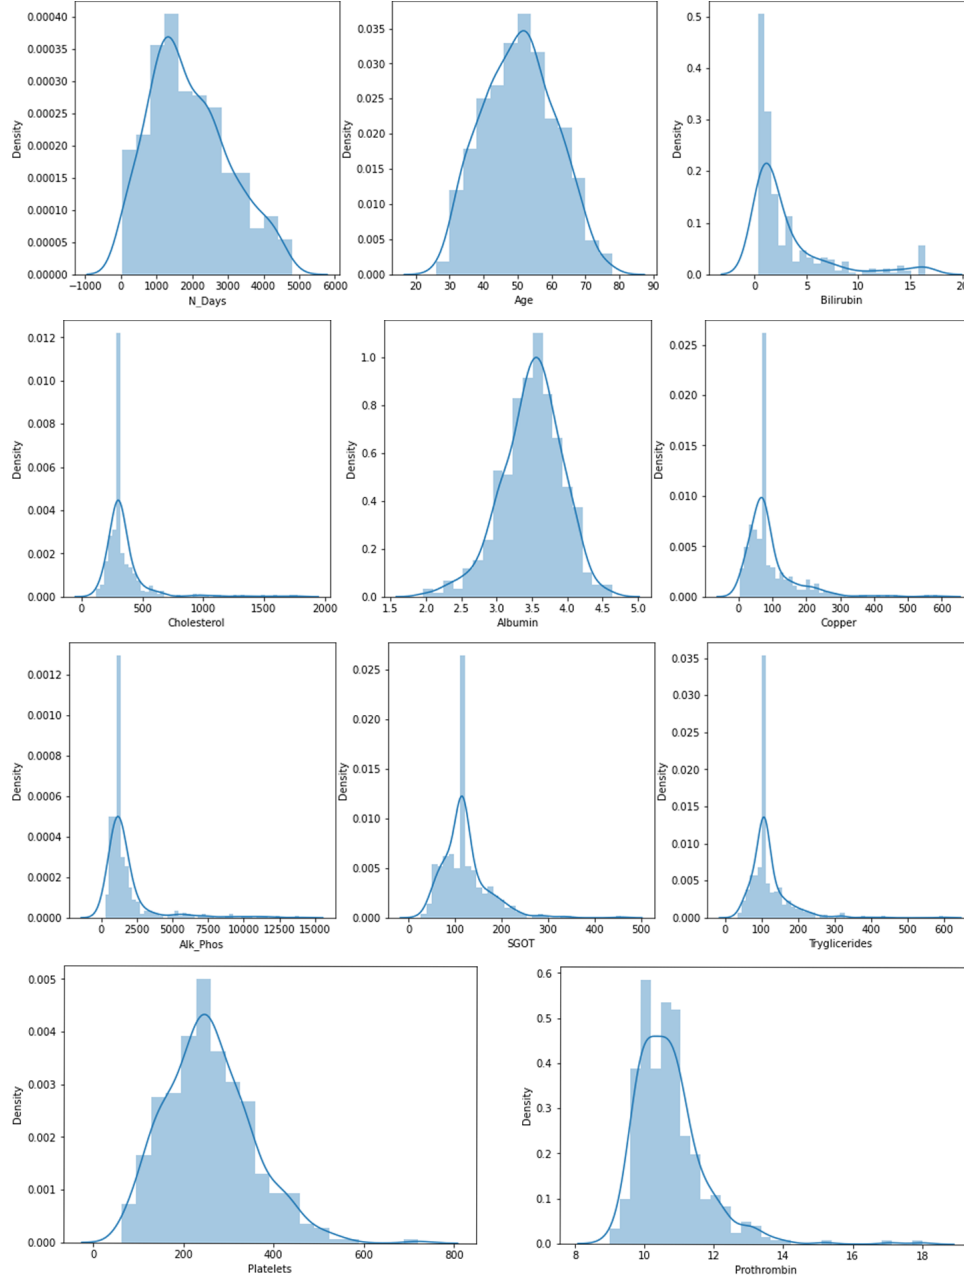 0.00040
0.00035
0.00030
0.00025
0.00020
0.00015
0.00010
0.00005
0.00000
Density
−1000 0 1000 2000 3000 4000 5000 6000
N_Days
0.035
0.030
0.025
0.020
0.015
0.010
0.005
0.000
Density
20 30 40 50 60 70 80 90
Age
0.5
0.4
0.3
0.2
0.1
0.0
Density
0 5 10 15 20
Bilirubin
0.012
0.010
0.008
0.006
0.004
0.002
0.000
Density
0 500 1000 1500 2000
Cholesterol
1.0
0.8
0.6
0.4
0.2
0.0
Density
1.5 2.0 2.5 3.0 3.5 4.0 4.5 5.0
Albumin
0.025
0.020
0.015
0.010
0.005
0.000
Density
0 100 200 300 400 500 600
Copper
0.0012
0.0010
0.0008
0.0006
0.0004
0.0002
0.0000
Density
0 2500 5000 7500 10000 12500 15000
Alk_Phos
0.025
0.020
0.015
0.010
0.005
0.000
Density
0 100 200 300 400 500
SGOT
0.035
0.030
0.025
0.020
0.015
0.010
0.005
0.000
Density
0 100 200 300 400 500 600
Tryglicerides
0.005
0.004
0.003
0.002
0.001
0.000
Density
0 200 400 600 800
Platelets
0.6
0.5
0.4
0.3
0.2
0.1
0.0
Density
8 10 12 14 16 18
Prothrombin